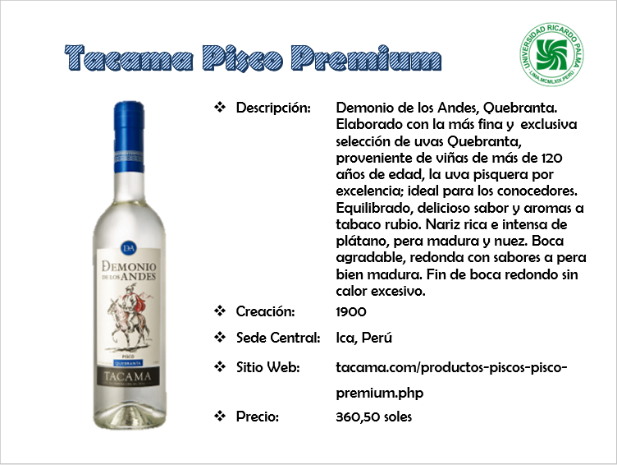 Tacama Pisco Premium
UNIVERSIDAD RICARDO PALMA
LIMA MCMLXIX PERÚ
Descripción:
Demonio de los Andes, Quebranta.
Elaborado con la más fina y exclusiva
selección de uvas Quebranta,
proveniente de viñas de más de 120
años de edad, la uva pisquera por
excelencia; ideal para los conocedores.
Equilibrado, delicioso sabor y aromas a
tabaco rubio. Nariz rica e intensa de
plátano, pera madura y nuez. Boca
agradable, redonda con sabores a pera
bien madura. Fin de boca redondo sin
calor excesivo.
Creación: 1900
Sede Central: Ica, Perú
Sitio Web: tacama.com/productos-piscos-pisco-
premium.php
Precio: 360,50 soles
DA
DEMONIO
DE LOS ANDES
PISCO
QUEBRANTA
TACAMA